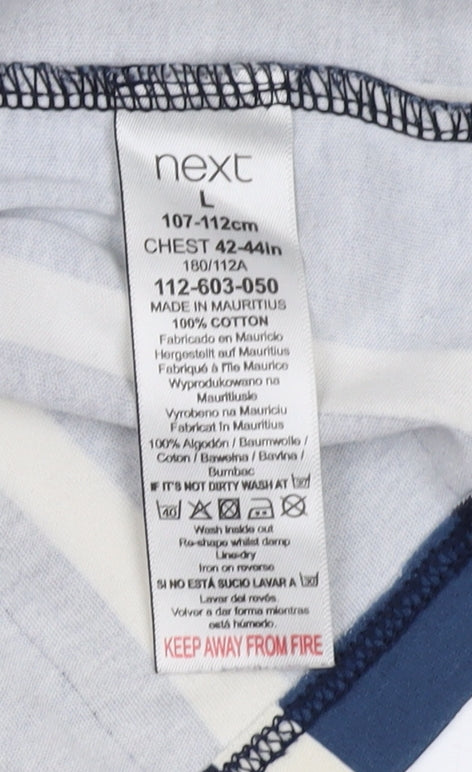 next
L
107-112cm
CHEST 42-44in
180/112A
112-603-050
MADE IN MAURITIUS
100% COTTON
Fabricado en Mauricio
Hergestellt auf Mauritius
Fabriqué à l'île Maurice
Wyprodukowano na
Mauritiusie
Vyrobeno na Mauriciu
Fabricat în Mauritius
100% Algodón / Baumwolle /
Coton / Bawełna / Bavlna /
Bumbac
IF IT'S NOT DIRTY WASH AT 30°
40
Wash inside out
Re-shape whilst damp
Line-dry
Iron on reverse
SI NO ESTÁ SUCIO LAVAR A 30°
Lavar del revés.
Volver a dar forma mientras
está húmedo.
KEEP AWAY FROM FIRE